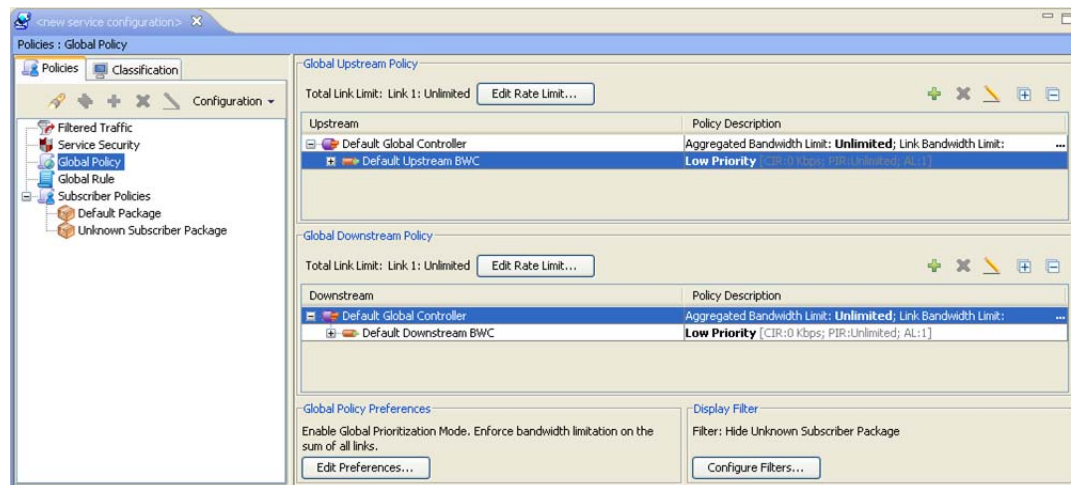 <new service configuration>
Policies : Global Policy
Policies
Classification
Configuration
Filtered Traffic
Service Security
Global Policy
Global Rule
Subscriber Policies
Default Package
Unknown Subscriber Package
Global Upstream Policy
Total Link Limit: Link 1: Unlimited
Edit Rate Limit...
Upstream
Policy Description
Default Global Controller
Aggregated Bandwidth Limit: Unlimited; Link Bandwidth Limit: ...
Default Upstream BWC
Low Priority [CIR:0 Kbps; PIR:Unlimited; AL:1]
Global Downstream Policy
Total Link Limit: Link 1: Unlimited
Edit Rate Limit...
Downstream
Policy Description
Default Global Controller
Aggregated Bandwidth Limit: Unlimited; Link Bandwidth Limit: ...
Default Downstream BWC
Low Priority [CIR:0 Kbps; PIR:Unlimited; AL:1]
Global Policy Preferences
Enable Global Prioritization Mode. Enforce bandwidth limitation on the
sum of all links.
Edit Preferences...
Display Filter
Filter: Hide Unknown Subscriber Package
Configure Filters...